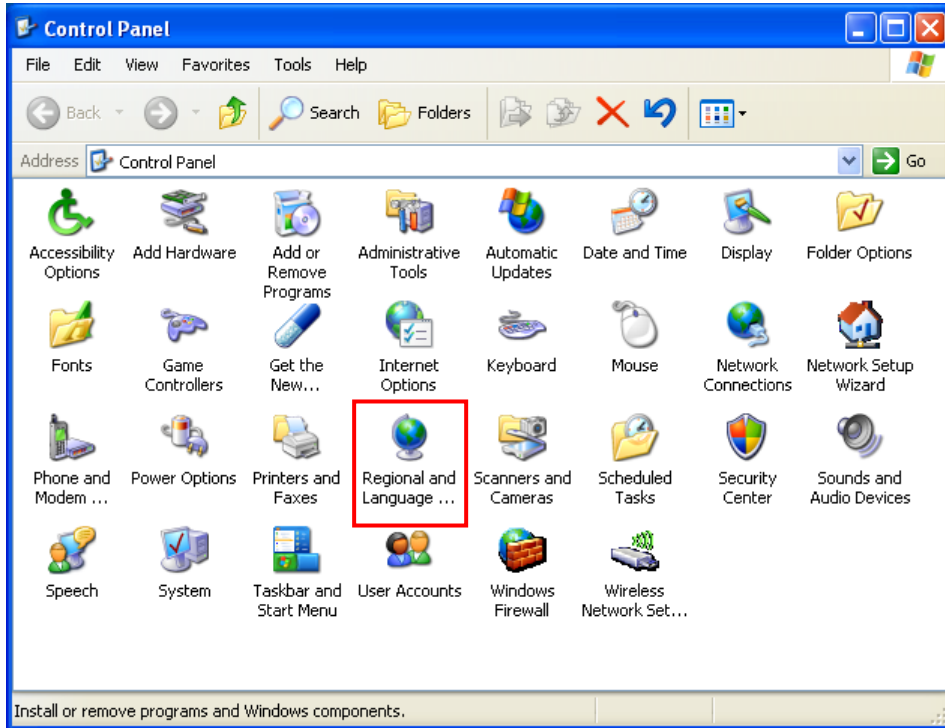 Control Panel
File Edit View Favorites Tools Help
Back Search Folders
Address Control Panel Go
Accessibility Options
Add Hardware
Add or Remove Programs
Administrative Tools
Automatic Updates
Date and Time
Display
Folder Options
Fonts
Game Controllers
Get the New...
Internet Options
Keyboard
Mouse
Network Connections
Network Setup Wizard
Phone and Modem ...
Power Options
Printers and Faxes
Regional and Language ...
Scanners and Cameras
Scheduled Tasks
Security Center
Sounds and Audio Devices
Speech
System
Taskbar and Start Menu
User Accounts
Windows Firewall
Wireless Network Set...
Install or remove programs and Windows components.